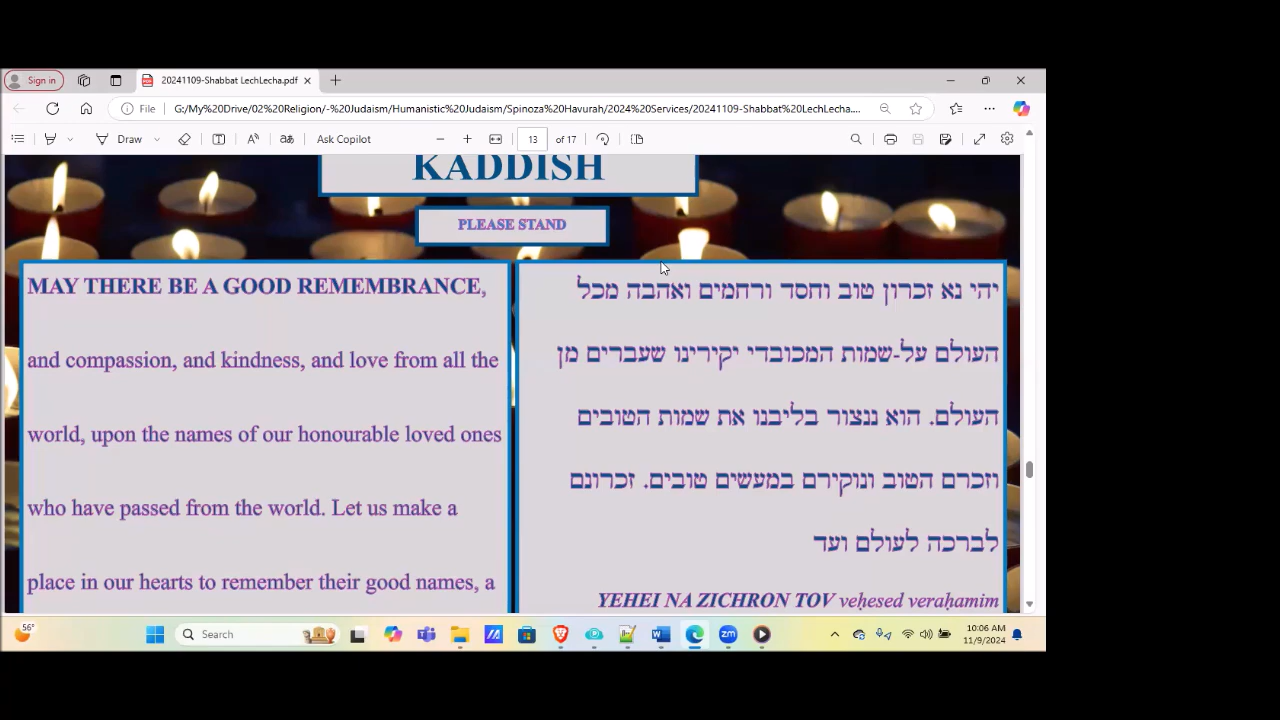 Sign in
20241109-Shabbat LechLecha.pdf
File
G:/My%20Drive/02%20Religion/-%20Judaism/Humanistic%20Judaism/Spinoza%20Havurah/2024%20Services/20241109-Shabbat%20LechLecha....
Draw
Ask Copilot
13 of 17
KADDISH
PLEASE STAND
MAY THERE BE A GOOD REMEMBRANCE,
and compassion, and kindness, and love from all the
world, upon the names of our honourable loved ones
who have passed from the world. Let us make a
place in our hearts to remember their good names, a
יהי נא זכרון טוב וחסד ורחמים ואהבה מכל
העולם על-שמות המכובדי יקירינו שעברים מן
העולם. הוא ננצור בליבנו את שמות הטובים
וזכרם הטוב ונוקירם במעשים טובים. זכרונם
לברכה לעולם ועד
YEHEI NA ZICHRON TOV veḥesed veraḥamim
56°
Search
10:06 AM
11/9/2024